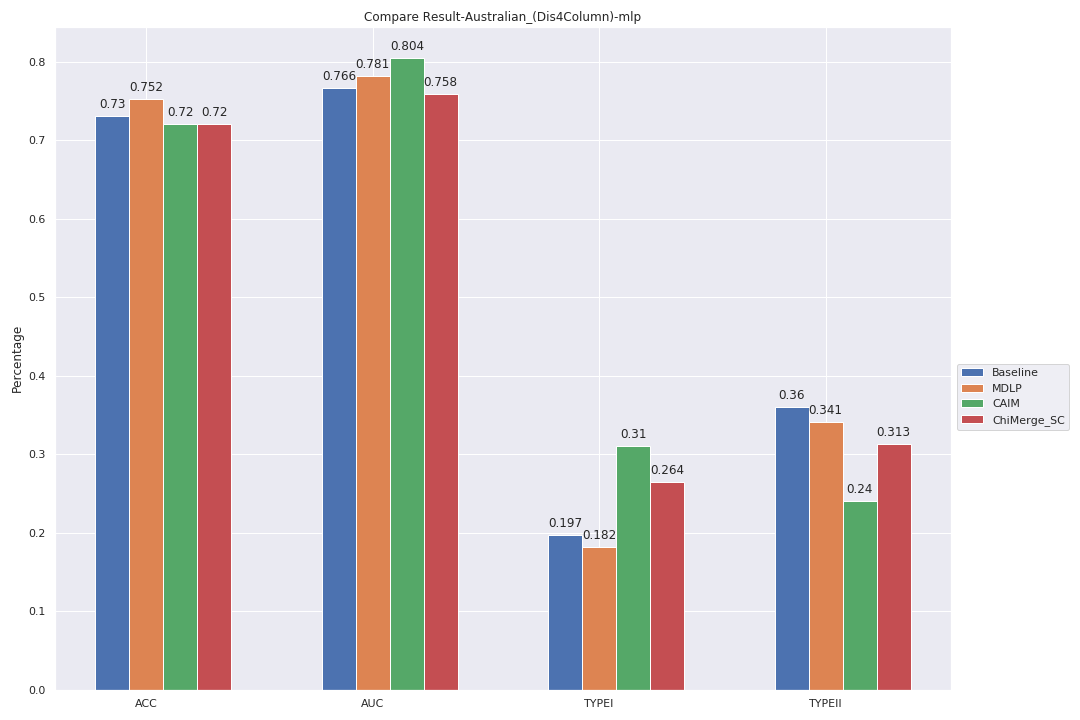 Compare Result-Australian_(Dis4Column)-mlp
Percentage
0.8
0.7
0.6
0.5
0.4
0.3
0.2
0.1
0.0
0.73
0.752
0.72
0.72
0.766
0.781
0.804
0.758
0.197
0.182
0.31
0.264
0.36
0.341
0.24
0.313
ACC
AUC
TYPEI
TYPEII
Baseline
MDLP
CAIM
ChiMerge_SC